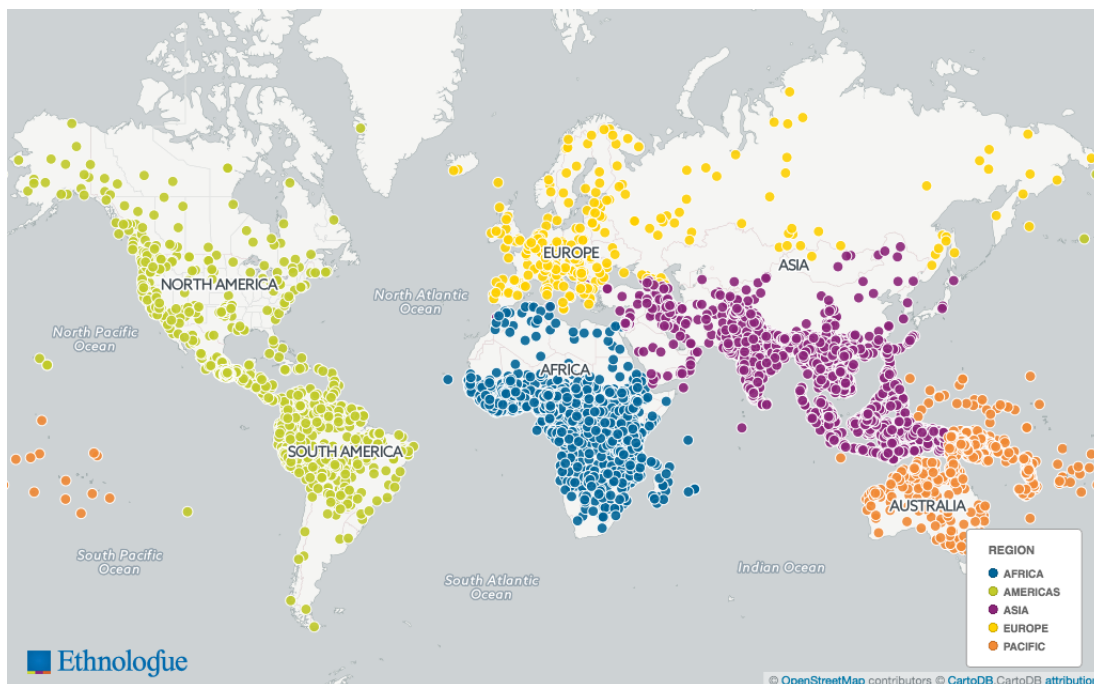 EUROPE
ASIA
NORTH AMERICA
North Atlantic
Ocean
North Pacific
Ocean
AFRICA
SOUTH AMERICA
AUSTRALIA
South Pacific
Ocean
South Atlantic
Ocean
Indian Ocean
REGION
AFRICA
AMERICAS
ASIA
EUROPE
PACIFIC
Ethnologue
© OpenStreetMap contributors © CartoDB,CartoDB attribution